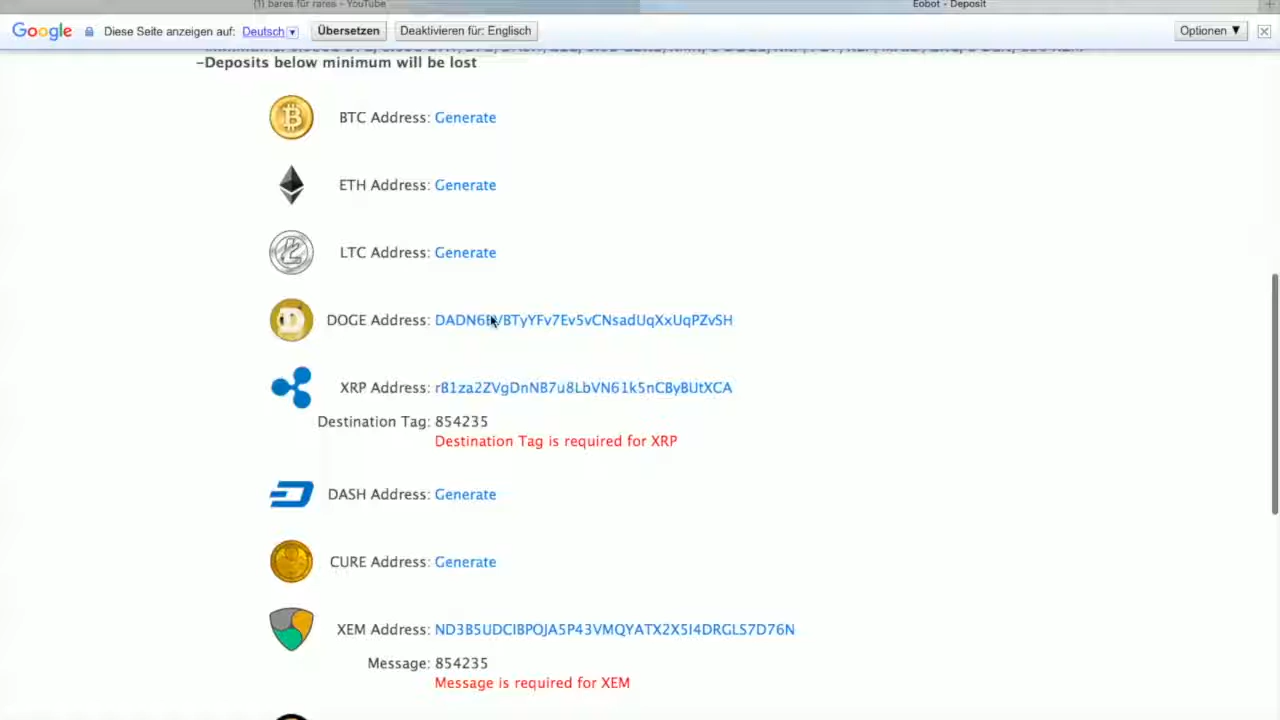 (1) bares für rares - YouTube
Eobot - Deposit
Google Diese Seite anzeigen auf: Deutsch Übersetzen Deaktivieren für: Englisch Optionen ▼
-Deposits below minimum will be lost
BTC Address: Generate
ETH Address: Generate
LTC Address: Generate
DOGE Address:
XRP Address: rB1za2ZVgDnNB7u8LbVN61k5nCByBUtXCA
Destination Tag: 854235
Destination Tag is required for XRP
DASH Address: Generate
CURE Address: Generate
XEM Address: ND3B5UDCIBPOJA5P43VMQYATX2X5I4DRGLS7D76N
Message: 854235
Message is required for XEM